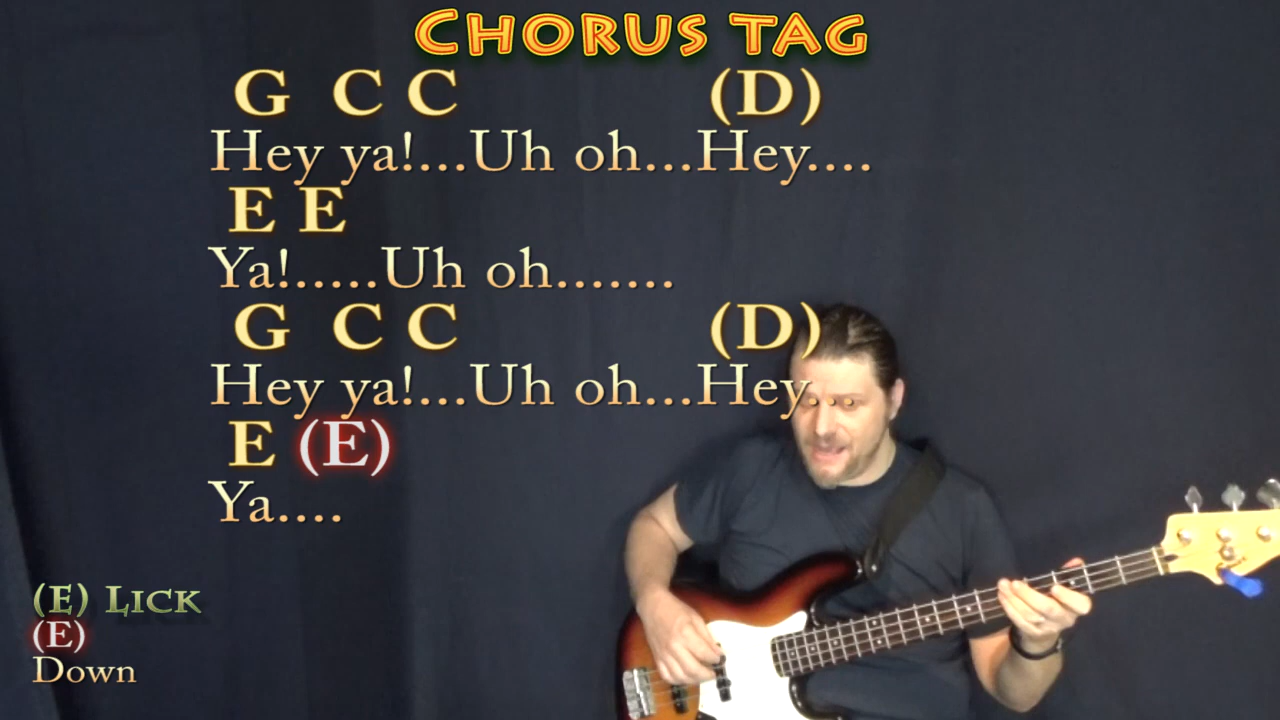 CHORUS TAG
G C C (D)
Hey ya!...Uh oh...Hey....
E E
Ya!.....Uh oh.......
G C C (D)
Hey ya!...Uh oh...Hey...
E (E)
Ya....
(E) LICK
(E)
Down